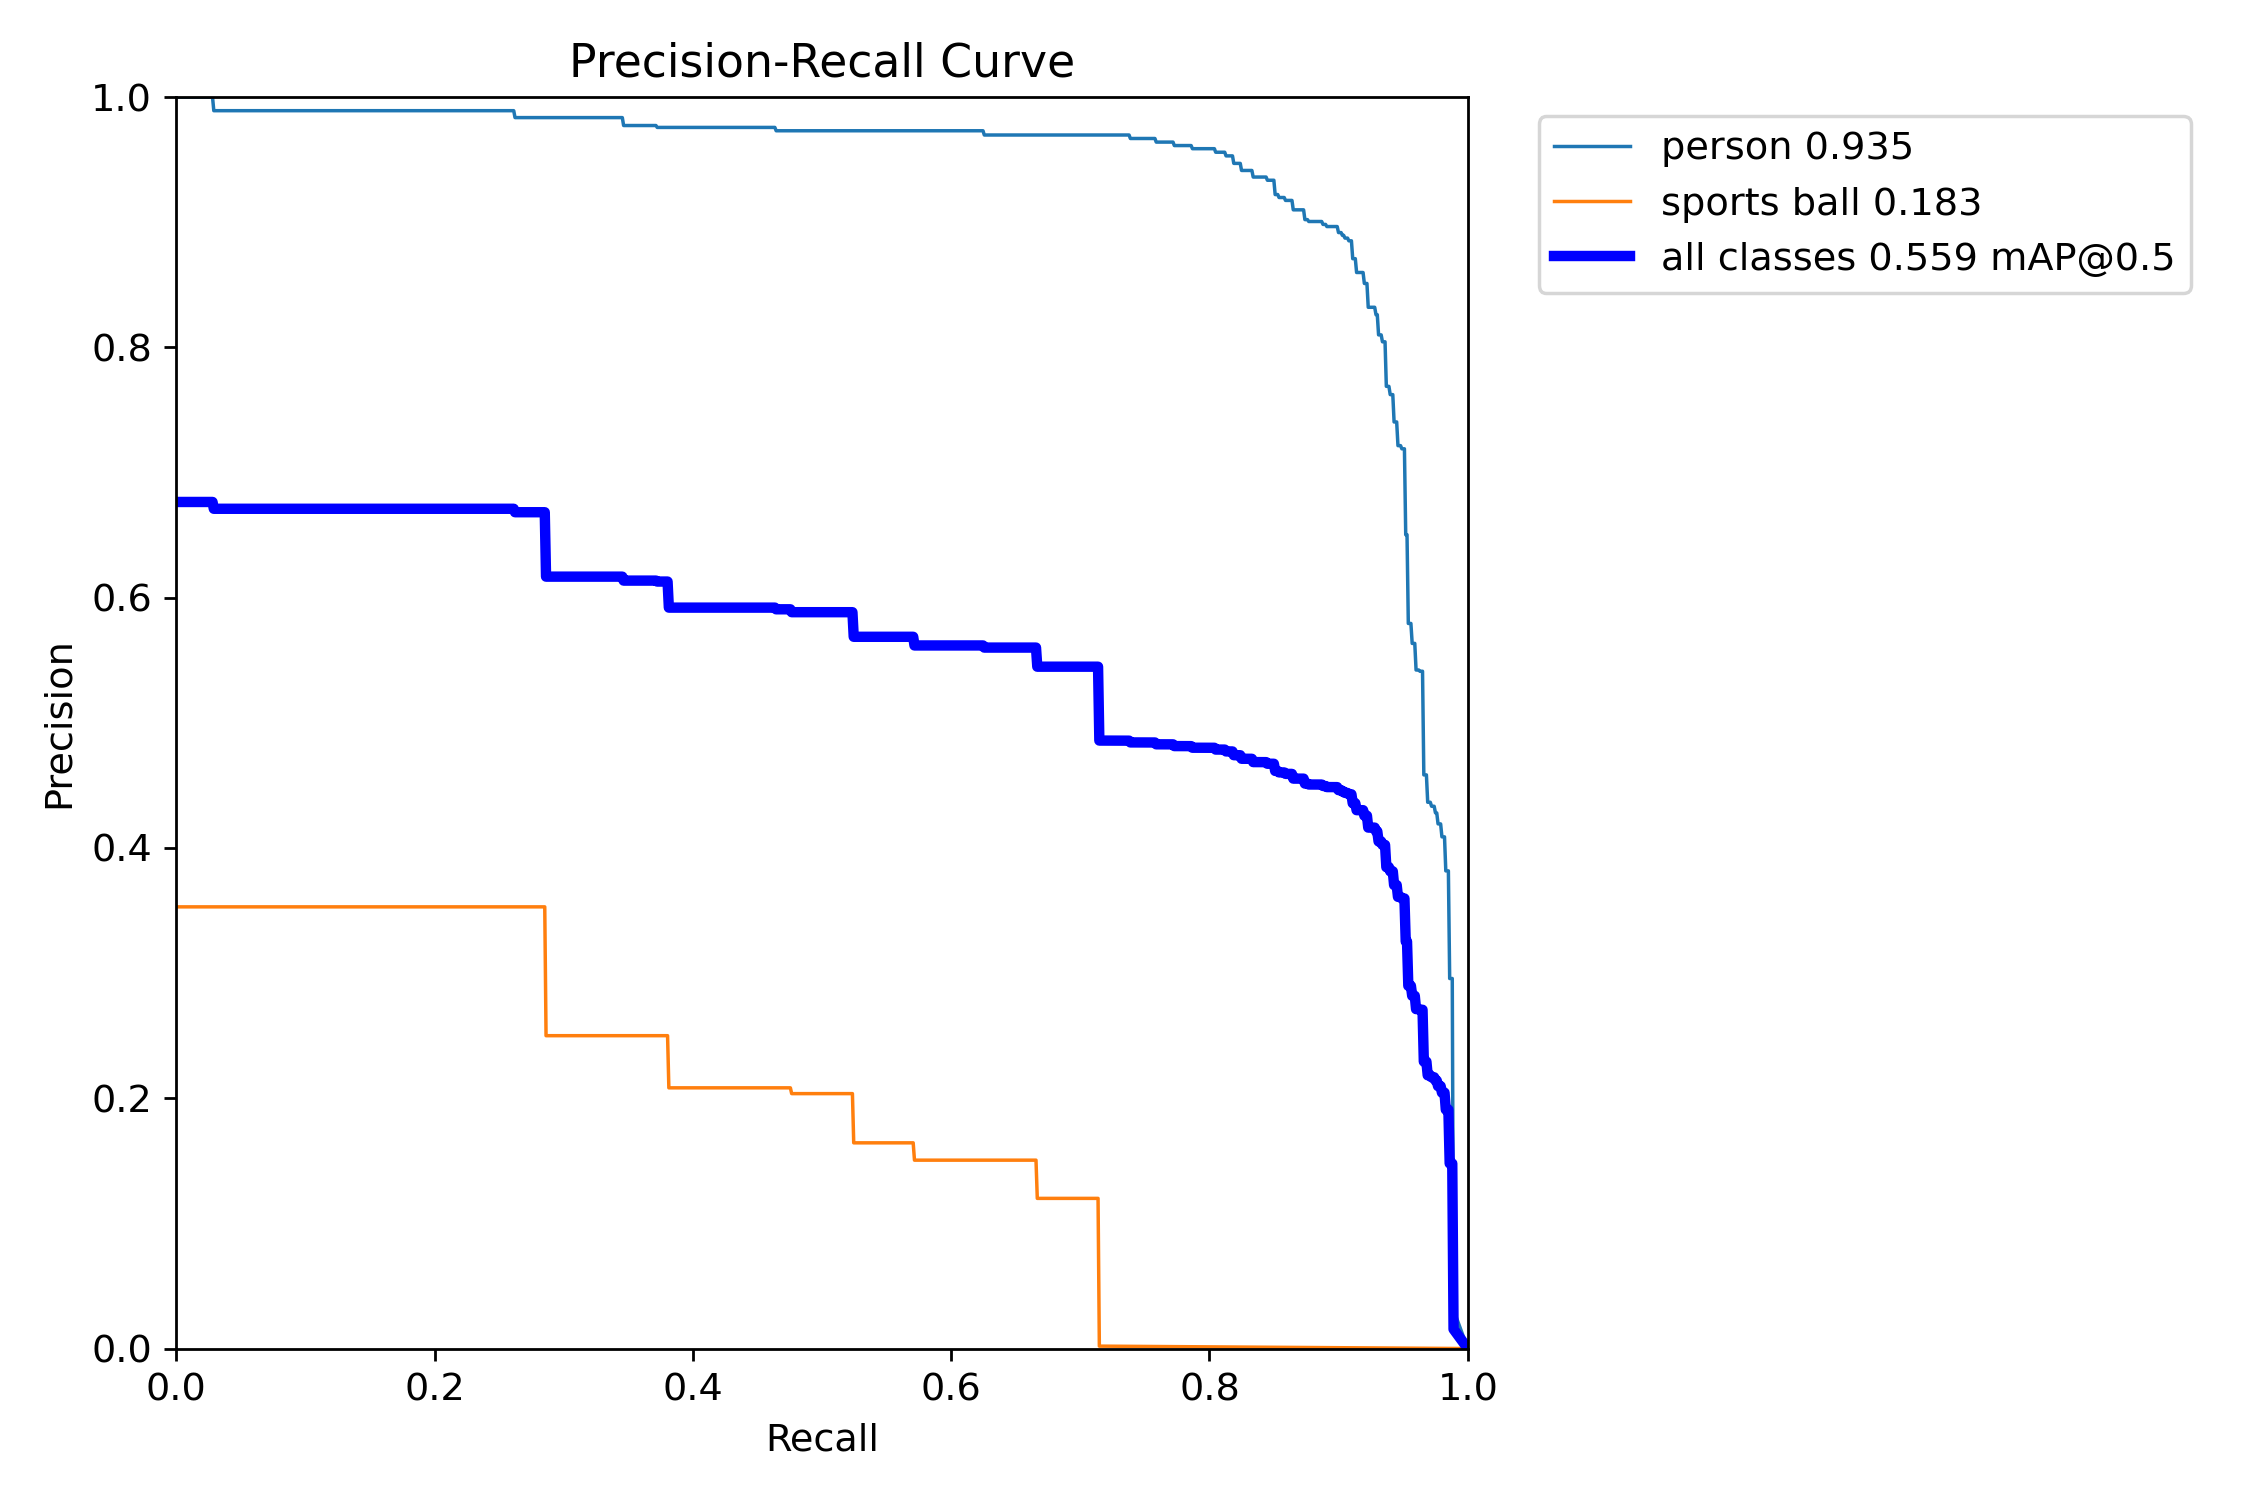 Precision-Recall Curve
1.0
0.8
0.6
0.4
0.2
0.0
Precision
0.0 0.2 0.4 0.6 0.8 1.0
Recall
person 0.935
sports ball 0.183
all classes 0.559 mAP@0.5